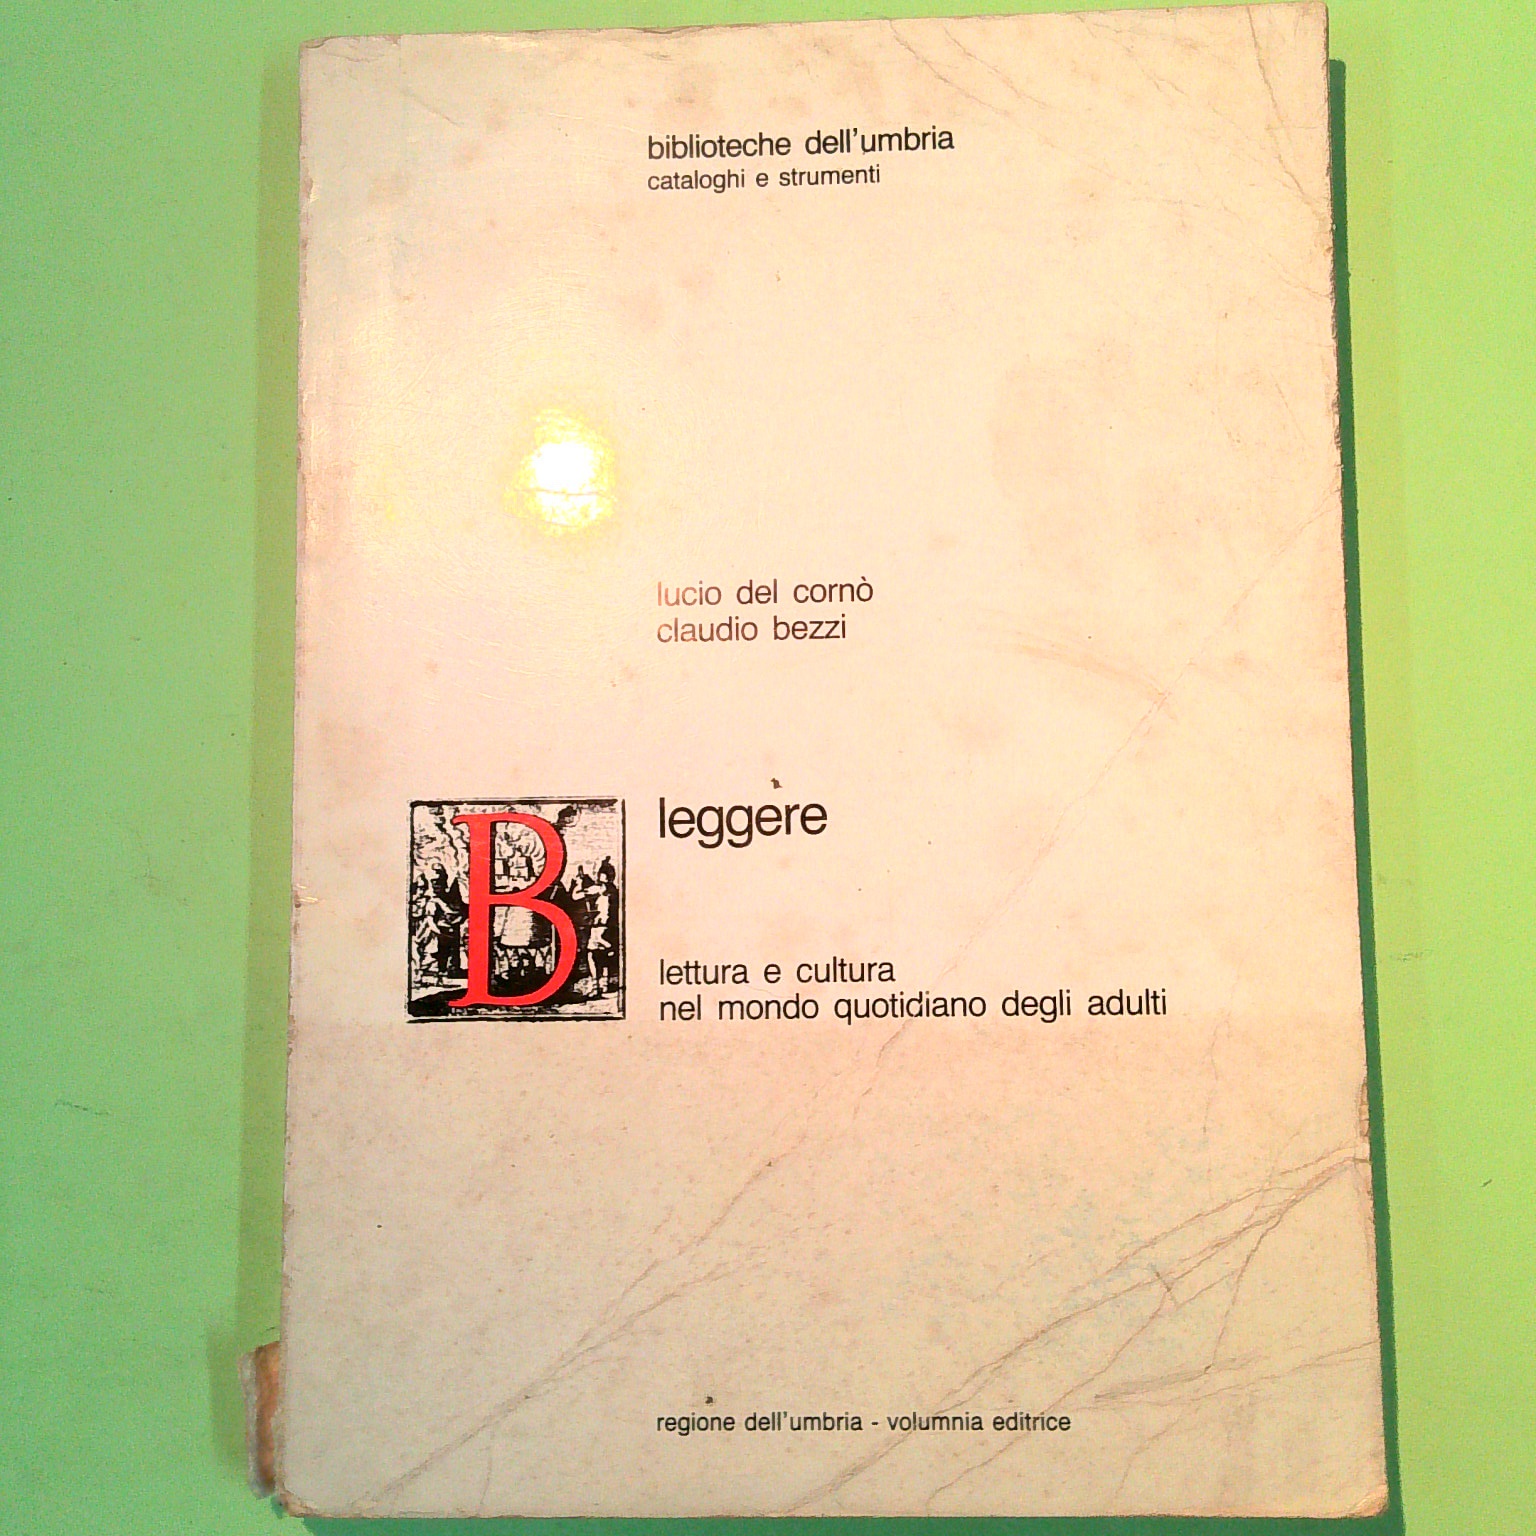 biblioteche dell'umbria
cataloghi e strumenti
lucio del cornò
claudio bezzi
B
leggere
lettura e cultura
nel mondo quotidiano degli adulti
regione dell'umbria - volumnia editrice